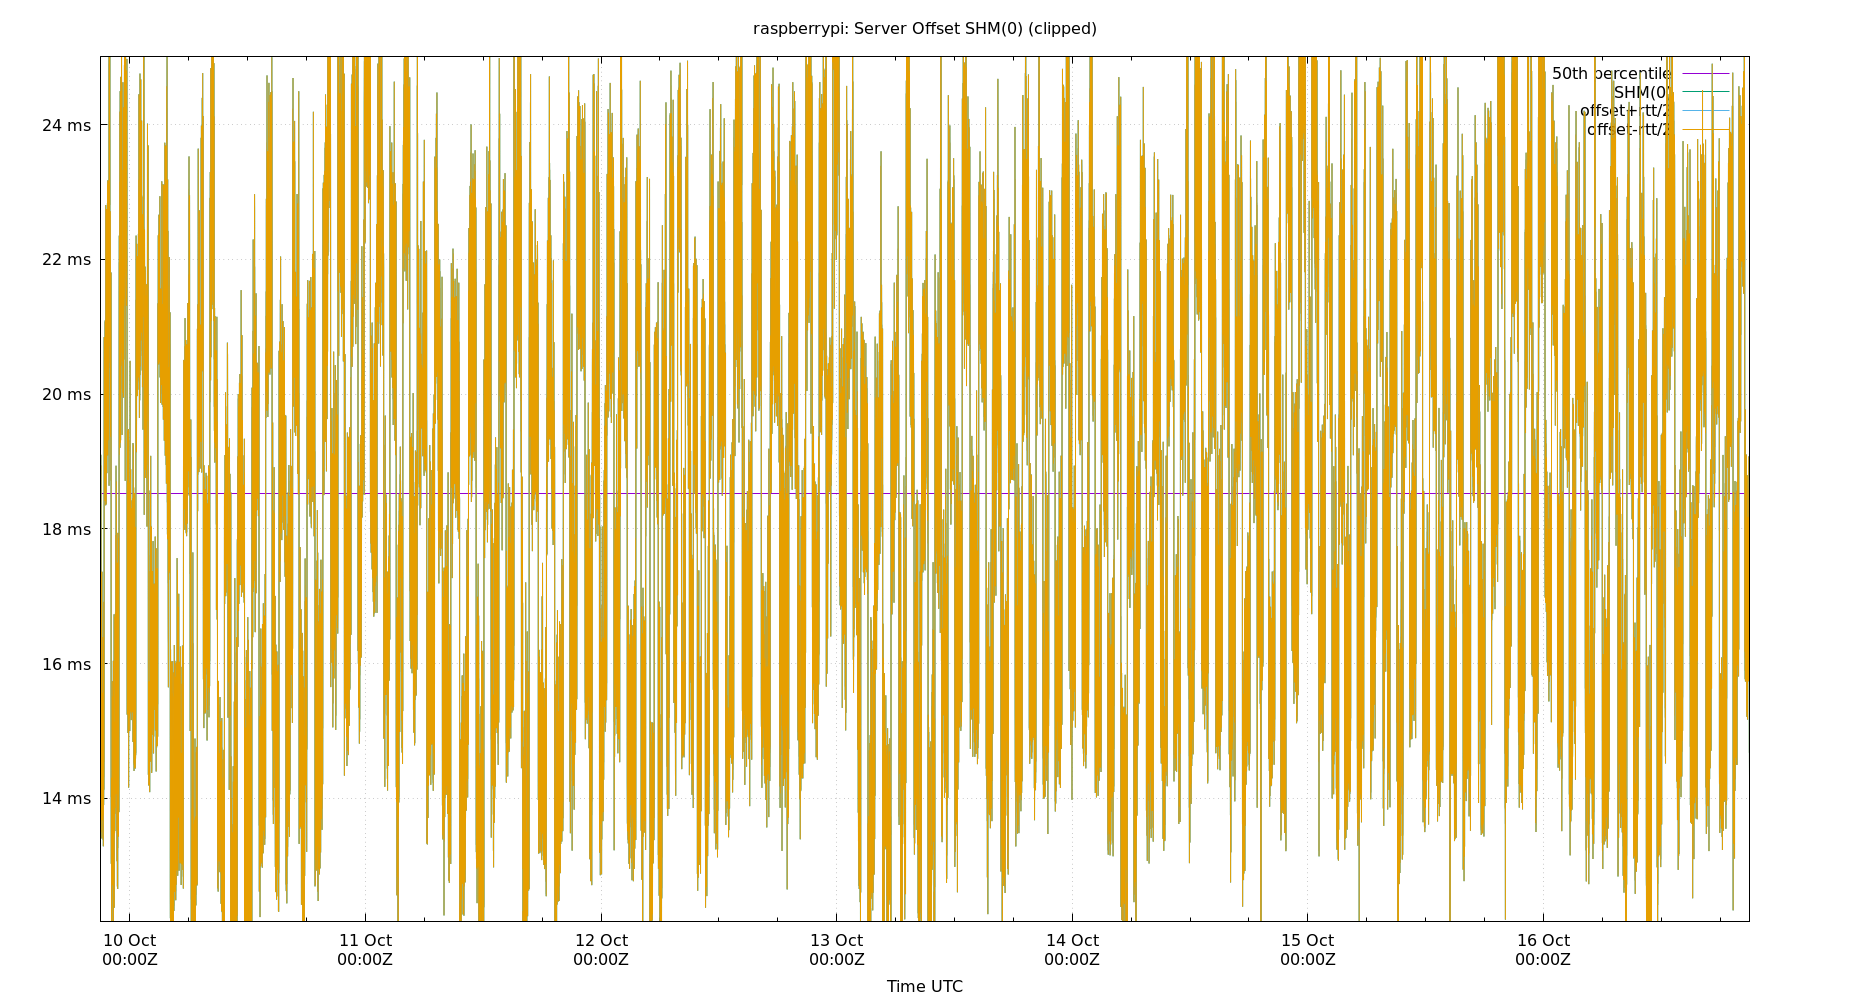 raspberrypi: Server Offset SHM(0) (clipped)
50th percentile
SHM(0)
offset+rtt/2
offset-rtt/2
24 ms
22 ms
20 ms
18 ms
16 ms
14 ms
10 Oct 11 Oct 12 Oct 13 Oct 14 Oct 15 Oct 16 Oct
00:00Z 00:00Z 00:00Z 00:00Z 00:00Z 00:00Z 00:00Z
Time UTC